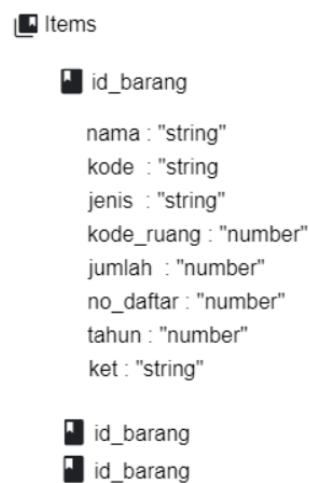 Items
id_barang
nama : "string"
kode : "string
jenis : "string"
kode_ruang : "number"
jumlah : "number"
no_daftar : "number"
tahun : "number"
ket : "string"
id_barang
id_barang